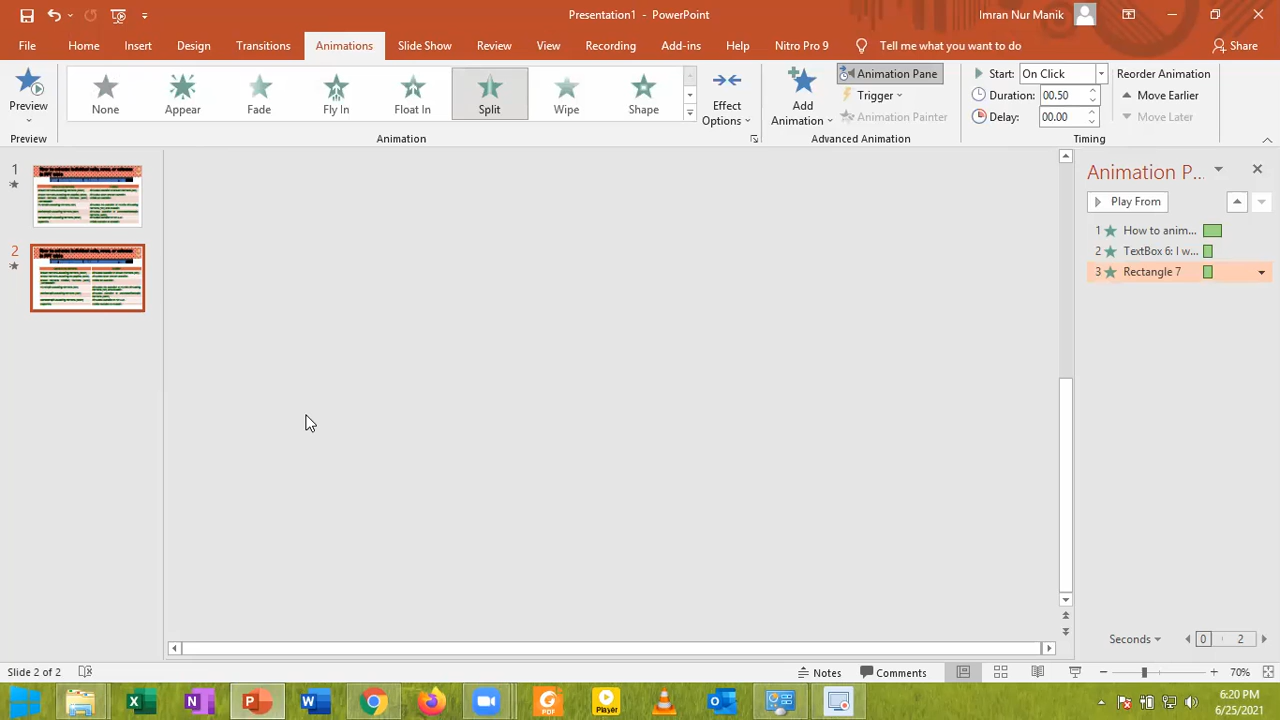 Presentation1 - PowerPoint
Imran Nur Manik
File Home Insert Design Transitions Animations Slide Show Review View Recording Add-ins Help Nitro Pro 9 Tell me what you want to do Share
Preview
None Appear Fade Fly In Float In Split Wipe Shape
Effect
Options
Add
Animation
Animation Pane
Trigger
Animation Painter
Start: On Click
Duration: 00.50
Delay: 00.00
Reorder Animation
Move Earlier
Move Later
Preview Animation Advanced Animation Timing
1
2
Animation P...
Play From
1 How to anim...
2 TextBox 6: I w...
3 Rectangle 7
Seconds 0 2
Slide 2 of 2 Notes Comments 70%
Player
6:20 PM
6/25/2021